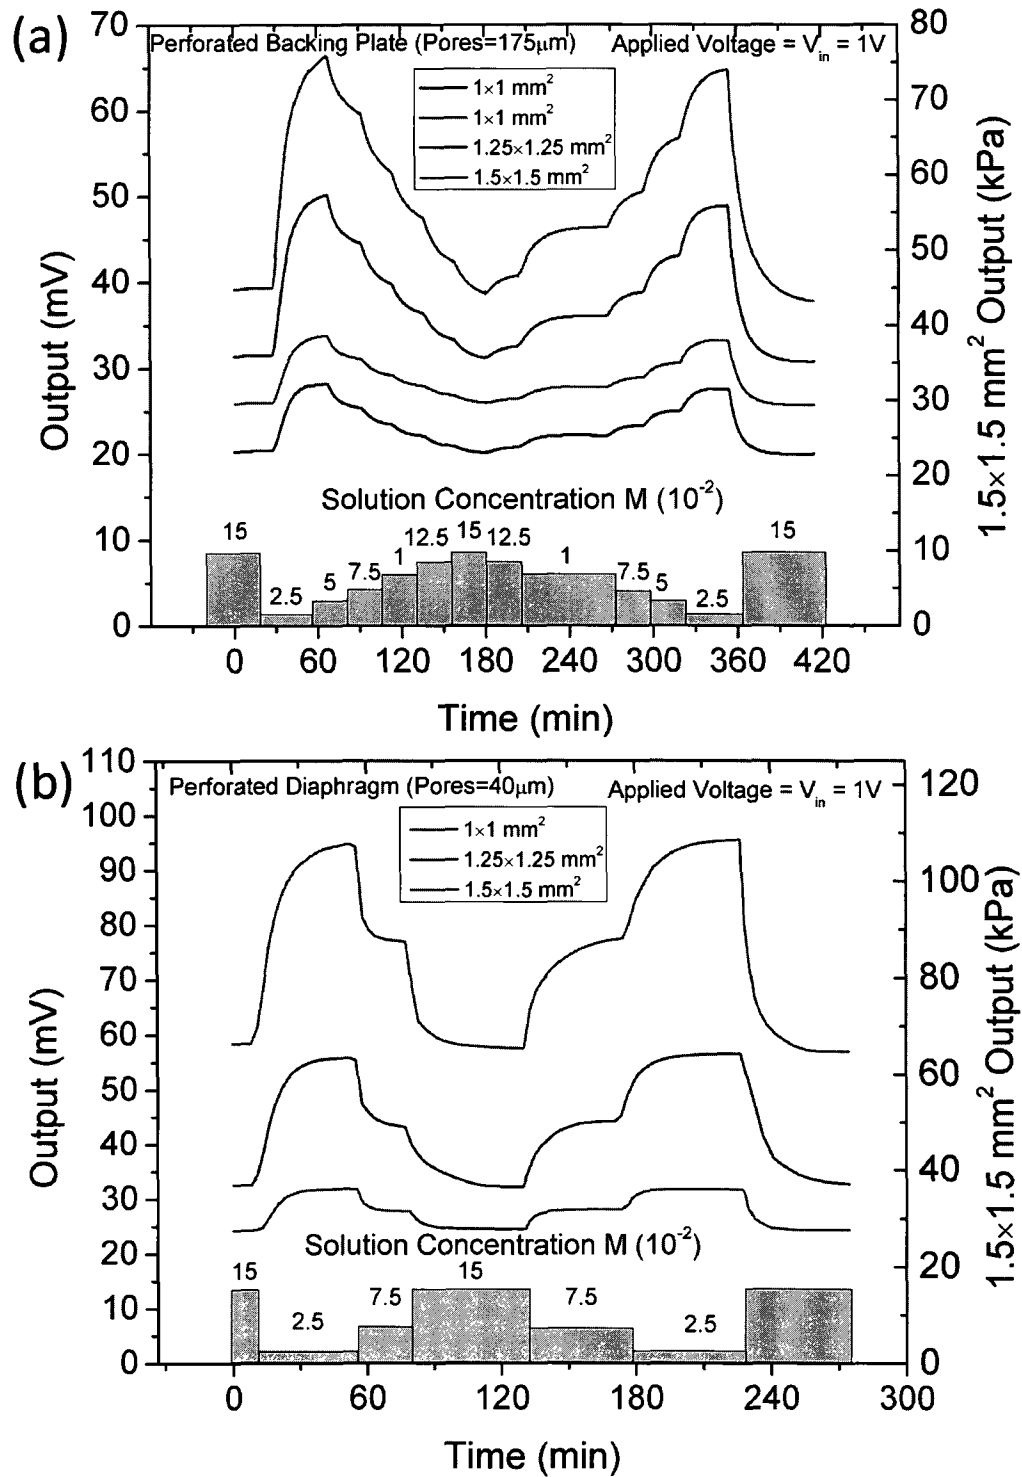 (a)
Perforated Backing Plate (Pores=175μm)
Applied Voltage = Vin = 1V
1×1 mm²
1×1 mm²
1.25×1.25 mm²
1.5×1.5 mm²
70
60
50
40
30
20
10
0
Output (mV)
80
70
60
50
40
30
20
10
0
1.5×1.5 mm² Output (kPa)
Solution Concentration M (10⁻²)
15
2.5
5
7.5
1
12.5
15
12.5
1
7.5
5
2.5
15
0 60 120 180 240 300 360 420
Time (min)
(b)
Perforated Diaphragm (Pores=40μm)
Applied Voltage = Vin = 1V
1×1 mm²
1.25×1.25 mm²
1.5×1.5 mm²
110
100
90
80
70
60
50
40
30
20
10
0
Output (mV)
120
100
80
60
40
20
0
1.5×1.5 mm² Output (kPa)
Solution Concentration M (10⁻²)
15
2.5
7.5
15
7.5
2.5
0 60 120 180 240 300
Time (min)